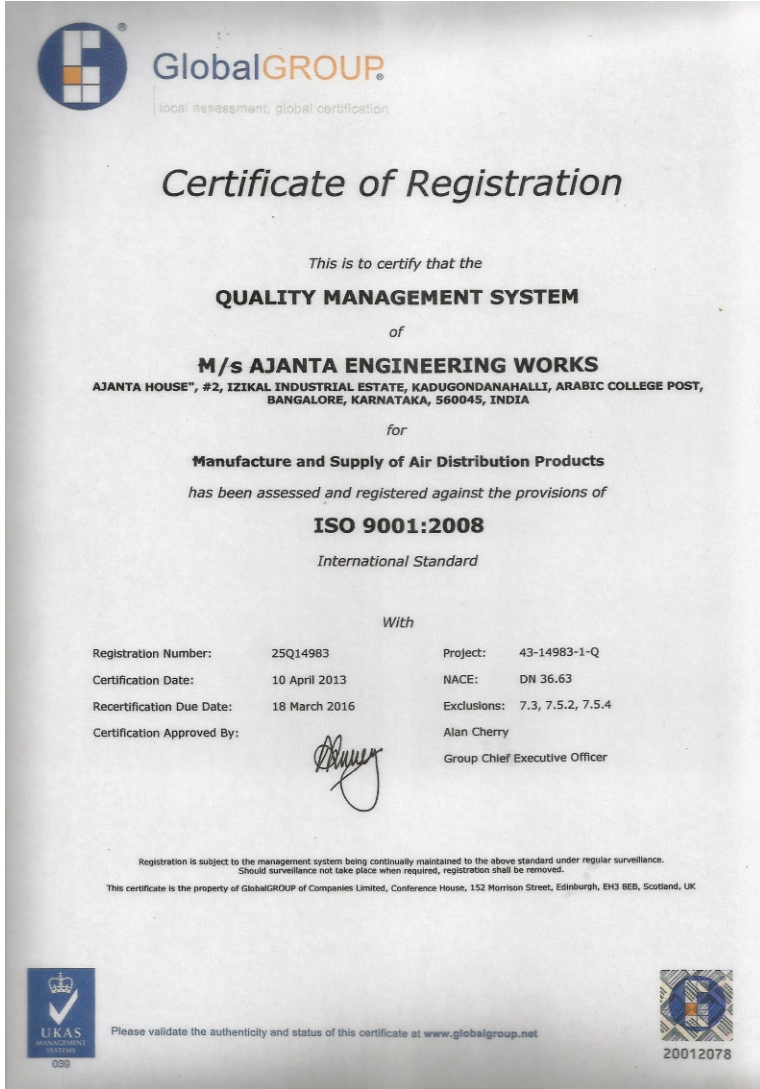 GlobalGROUP®
local assessment, global certification
Certificate of Registration
This is to certify that the
QUALITY MANAGEMENT SYSTEM
of
M/s AJANTA ENGINEERING WORKS
AJANTA HOUSE", #2, IZIKAL INDUSTRIAL ESTATE, KADUGONDANAHALLI, ARABIC COLLEGE POST,
BANGALORE, KARNATAKA, 560045, INDIA
for
Manufacture and Supply of Air Distribution Products
has been assessed and registered against the provisions of
ISO 9001:2008
International Standard
With
Registration Number: 25Q14983 Project: 43-14983-1-Q
Certification Date: 10 April 2013 NACE: DN 36.63
Recertification Due Date: 18 March 2016 Exclusions: 7.3, 7.5.2, 7.5.4
Certification Approved By: Alan Cherry
Group Chief Executive Officer
Registration is subject to the management system being continually maintained to the above standard under regular surveillance.
Should surveillance not take place when required, registration shall be removed.
This certificate is the property of GlobalGROUP of Companies Limited, Conference House, 152 Morrison Street, Edinburgh, EH3 8EB, Scotland, UK
UKAS
MANAGEMENT
SYSTEMS
039
Please validate the authenticity and status of this certificate at www.globalgroup.net
20012078